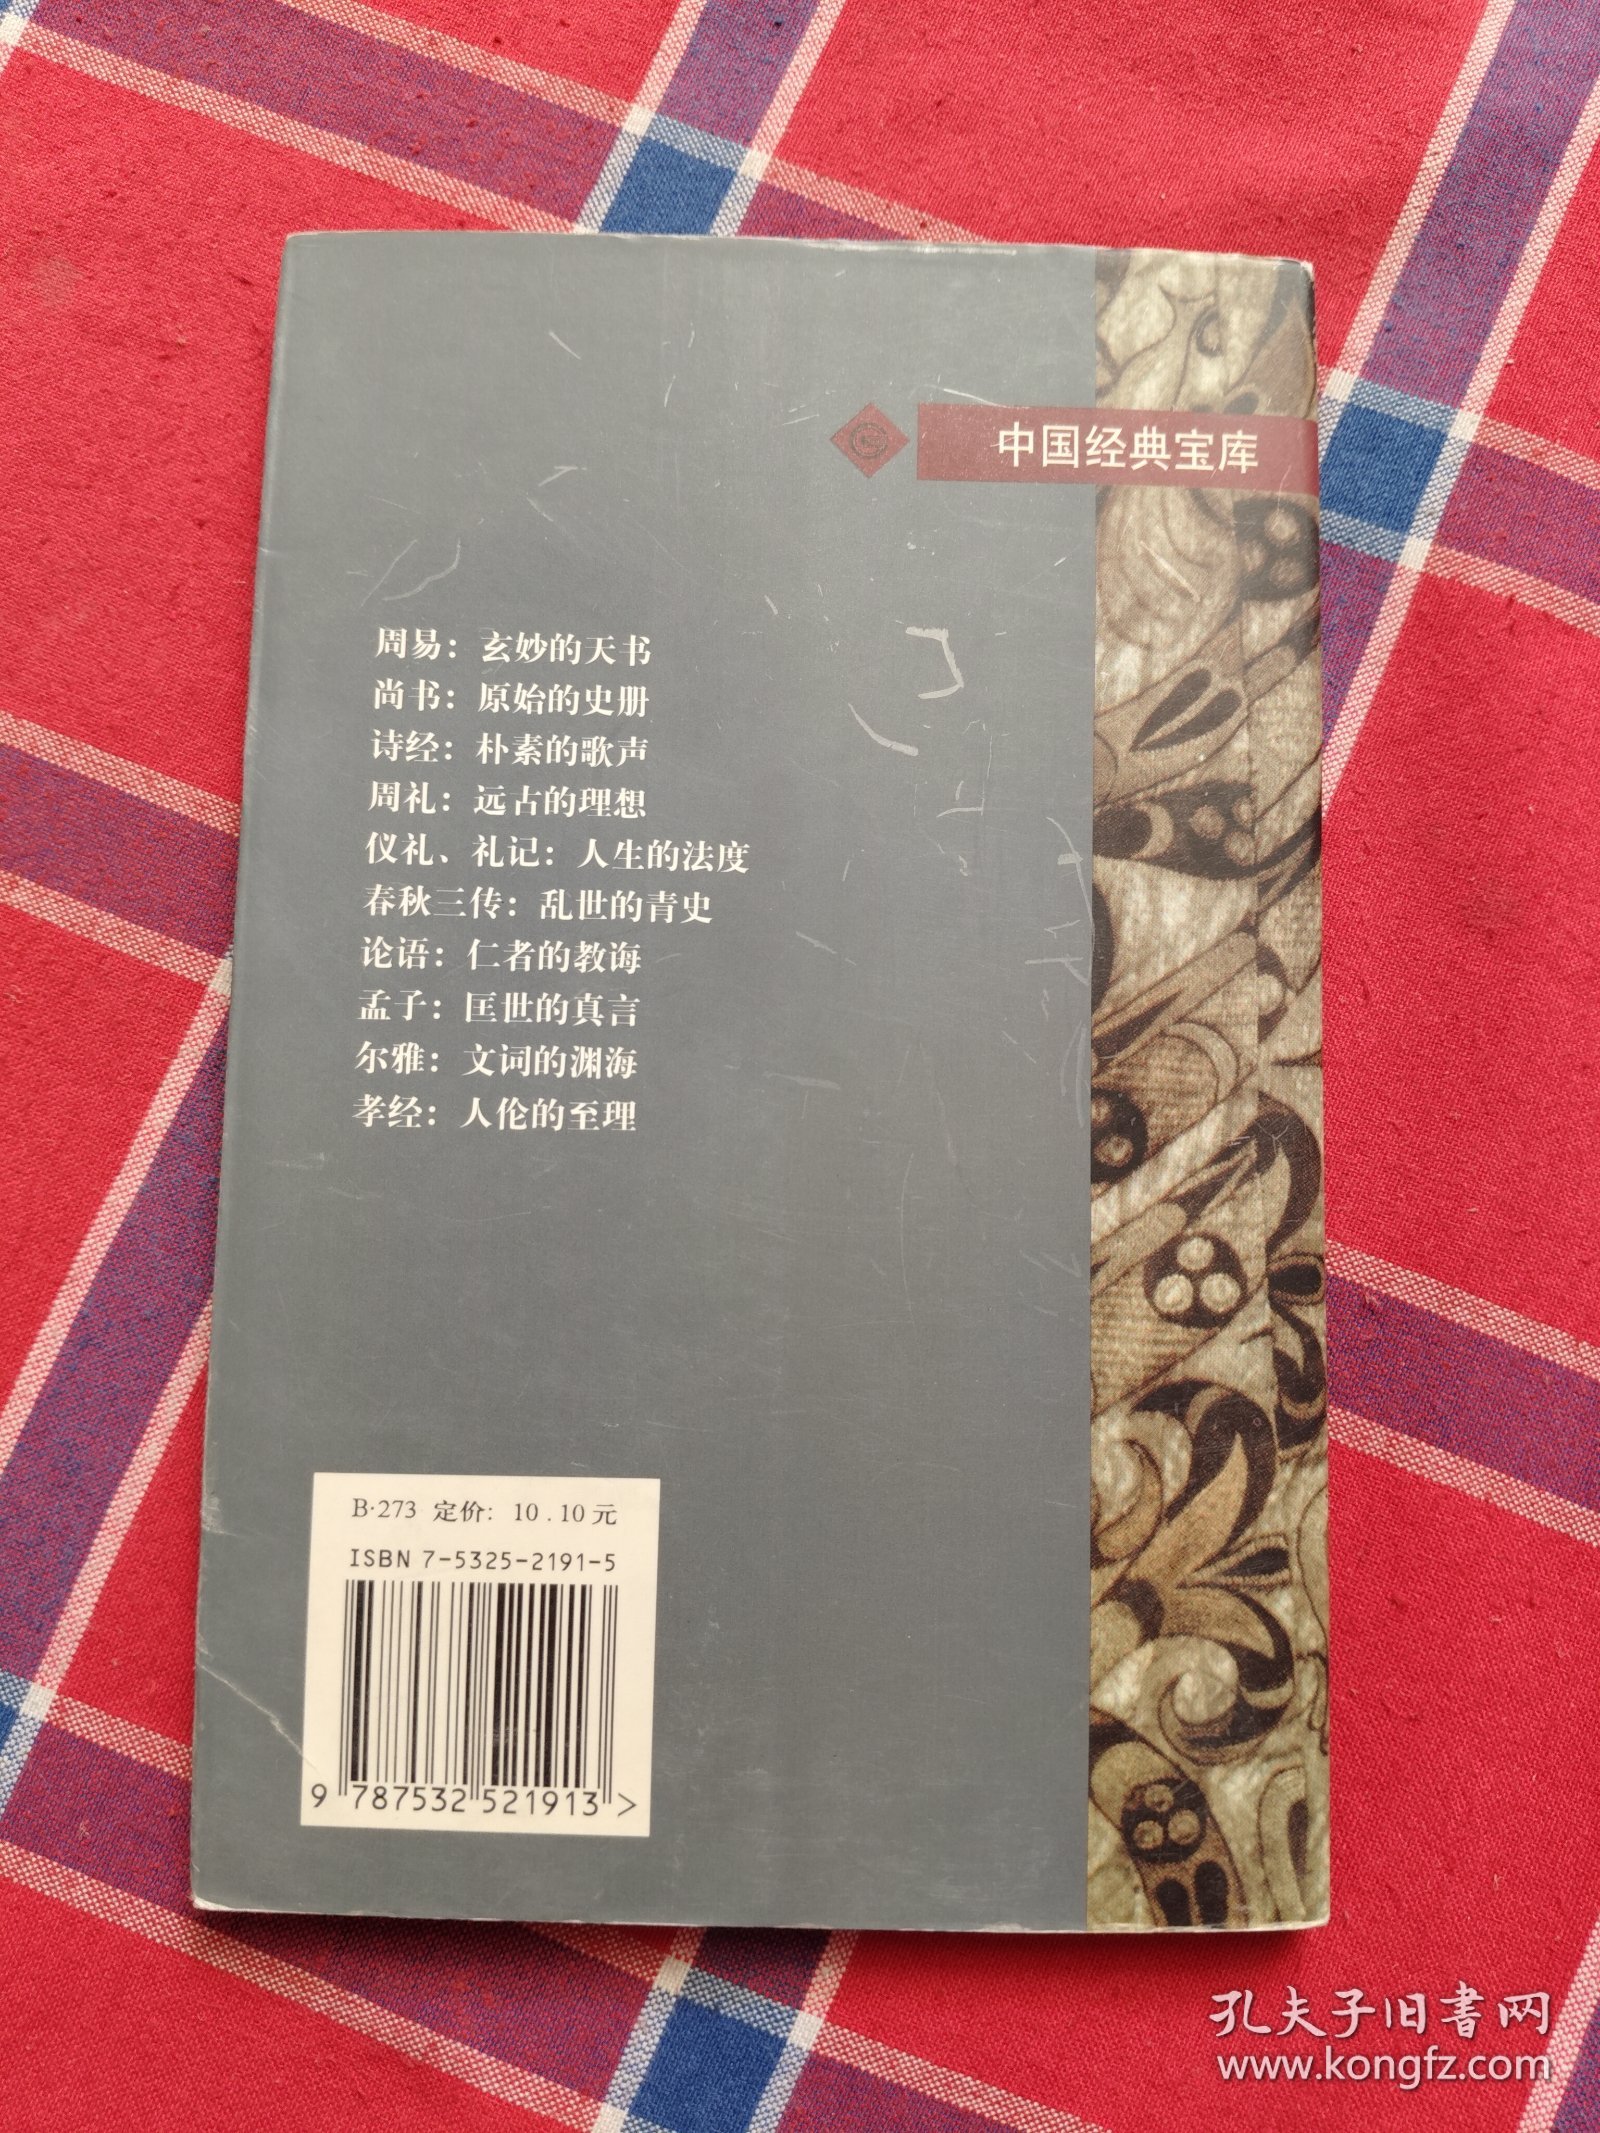 中国经典宝库
周易：玄妙的天书
尚书：原始的史册
诗经：朴素的歌声
周礼：远古的理想
仪礼、礼记：人生的法度
春秋三传：乱世的青史
论语：仁者的教诲
孟子：匡世的真言
尔雅：文词的渊海
孝经：人伦的至理
B·273 定价：10.10元
ISBN 7-5325-2191-5
9 787532 521913 >
孔夫子旧書网
www.kongfz.com